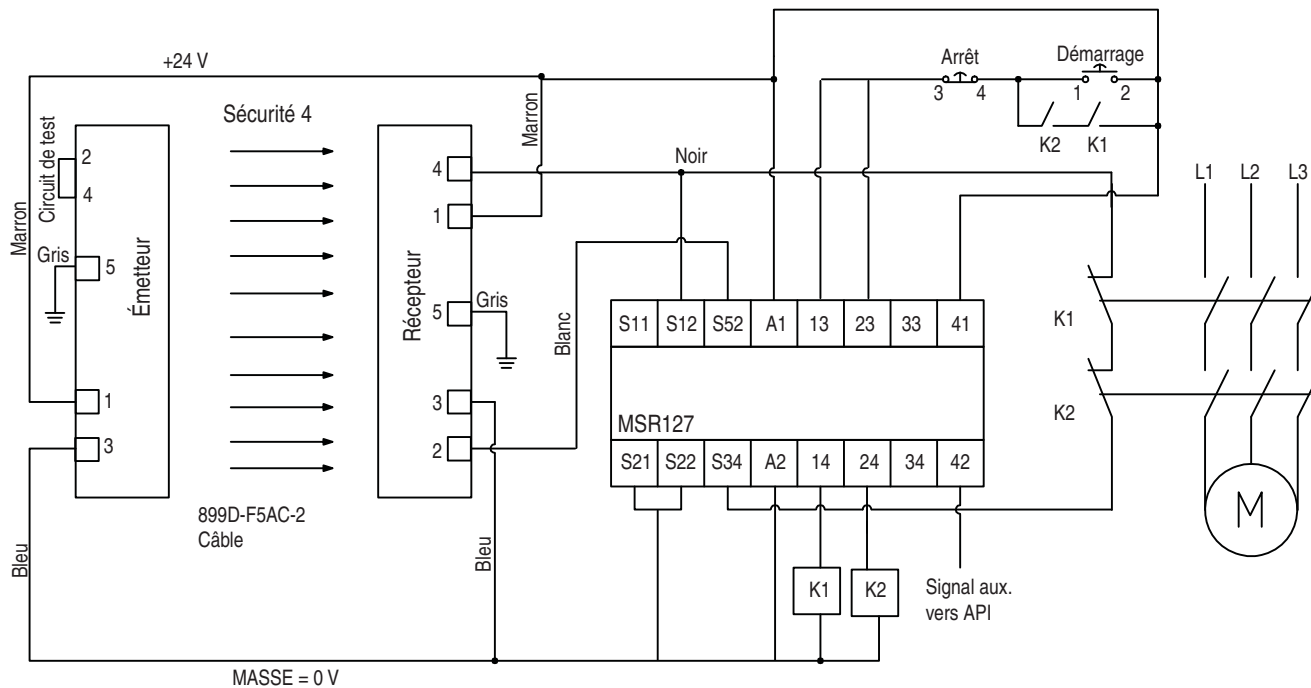 +24 V
Arrêt
Démarrage
3 4
1 2
K2 K1
Sécurité 4
Circuit de test
2
4
Marron
Gris
5
Émetteur
1
3
Bleu
899D-F5AC-2
Câble
Marron
4
1
Récepteur
5
Gris
3
2
Bleu
Blanc
Noir
S11 S12 S52 A1 13 23 33 41
MSR127
S21 S22 S34 A2 14 24 34 42
K1
K2
Signal aux.
vers API
K1
K2
L1 L2 L3
M
MASSE = 0 V